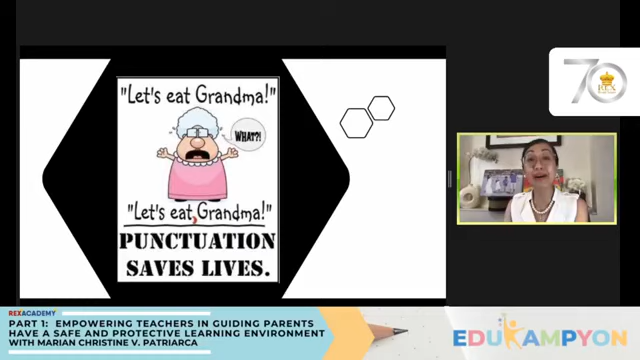 "Let's eat Grandma!"
WHAT?!
"Let's eat, Grandma!"
PUNCTUATION
SAVES LIVES.
70
REX
REXACADEMY
PART 1: EMPOWERING TEACHERS IN GUIDING PARENTS
HAVE A SAFE AND PROTECTIVE LEARNING ENVIRONMENT
WITH MARIAN CHRISTINE V. PATRIARCA
EDUKAMPYON